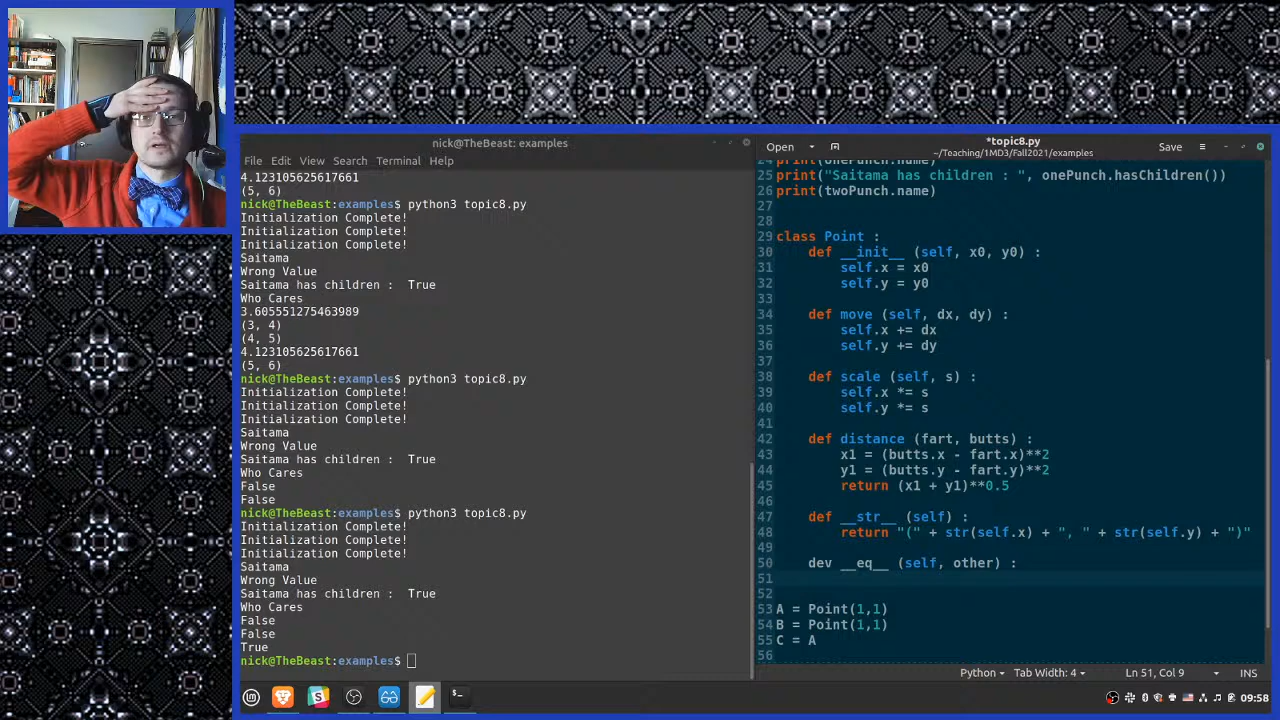 nick@TheBeast: examples
File Edit View Search Terminal Help
4.123105625617661
(5, 6)
nick@TheBeast:examples$ python3 topic8.py
Initialization Complete!
Initialization Complete!
Initialization Complete!
Saitama
Wrong Value
Saitama has children :  True
Who Cares
3.605551275463989
(3, 4)
(4, 5)
4.123105625617661
(5, 6)
nick@TheBeast:examples$ python3 topic8.py
Initialization Complete!
Initialization Complete!
Initialization Complete!
Saitama
Wrong Value
Saitama has children :  True
Who Cares
False
False
nick@TheBeast:examples$ python3 topic8.py
Initialization Complete!
Initialization Complete!
Initialization Complete!
Saitama
Wrong Value
Saitama has children :  True
Who Cares
False
False
True
nick@TheBeast:examples$
*topic8.py
Open ~/Teaching/1MD3/Fall2021/examples Save
24 print(onePunch.name)
25 print("Saitama has children : ", onePunch.hasChildren())
26 print(twoPunch.name)
27
28
29 class Point :
30     def __init__ (self, x0, y0) :
31         self.x = x0
32         self.y = y0
33
34     def move (self, dx, dy) :
35         self.x += dx
36         self.y += dy
37
38     def scale (self, s) :
39         self.x *= s
40         self.y *= s
41
42     def distance (fart, butts) :
43         x1 = (butts.x - fart.x)**2
44         y1 = (butts.y - fart.y)**2
45         return (x1 + y1)**0.5
46
47     def __str__ (self) :
48         return "(" + str(self.x) + ", " + str(self.y) + ")"
49
50     dev __eq__ (self, other) :
51
52
53 A = Point(1,1)
54 B = Point(1,1)
55 C = A
56
Python Tab Width: 4 Ln 51, Col 9 INS
09:58